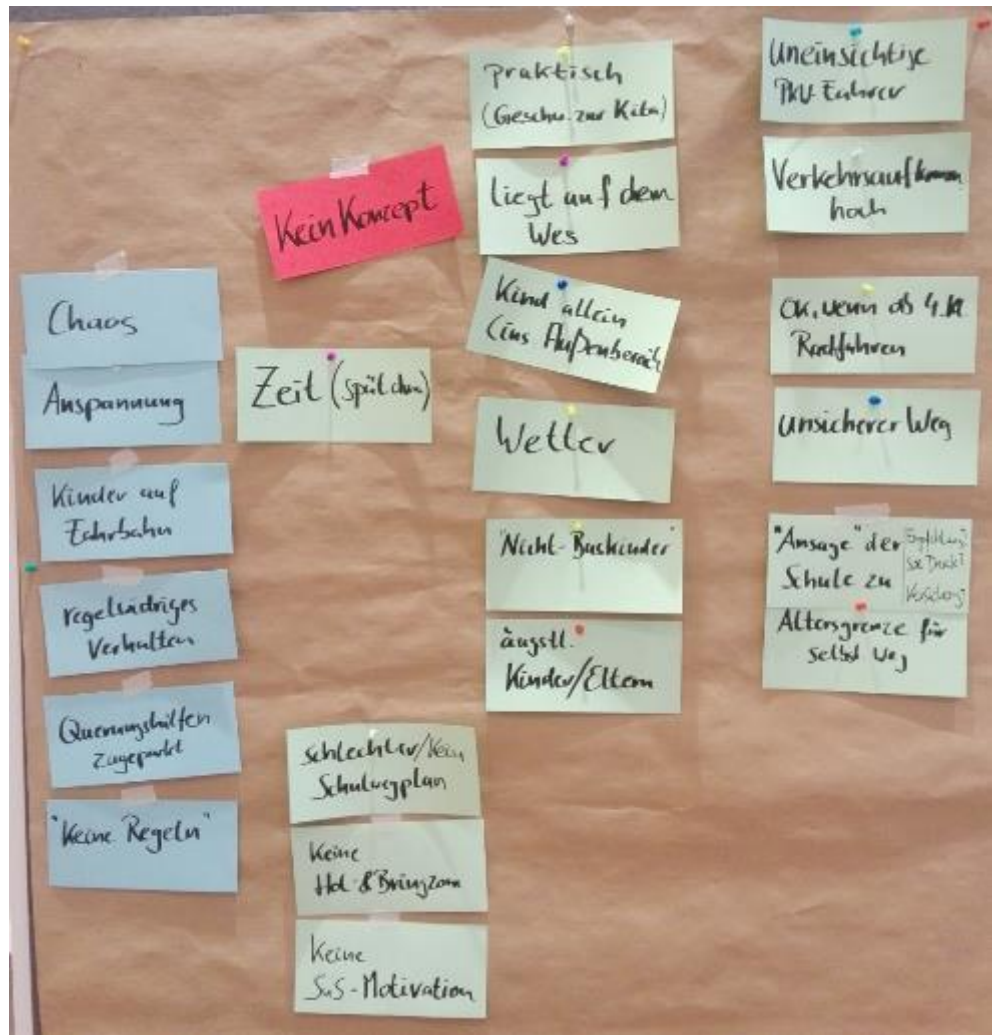 Chaos
Anspannung
Kinder auf
Fahrbahn
regelwidriges
Verhalten
Querungshilfen
zugeparkt
"Keine Regeln"
Kein Konzept
Zeit (spät dran)
schlechter/kein
Schulwegplan
Keine
Hol-&Bringzone
Keine
SuS-Motivation
praktisch
(Geschw. zur Kita)
liegt auf dem
Weg
Kind allein
(ins Außenbereich
Wetter
"Nicht-Buskinder"
ängstl.
Kinder/Eltern
Uneinsichtige
PKW-Fahrer
Verkehrsaufkommen
hoch
OK, wenn ab 4. Kl.
Radfahren
unsicherer Weg
"Ansage" der
Schule zu
Altersgrenze für
selbst Weg